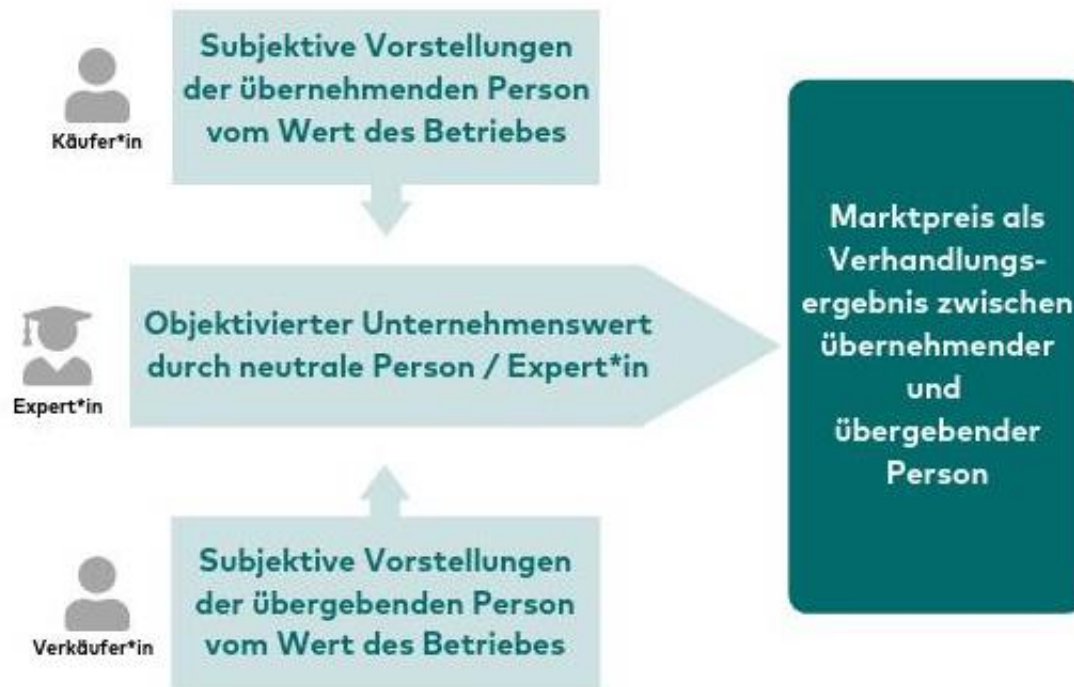 Subjektive Vorstellungen
der übernehmenden Person
vom Wert des Betriebes
Käufer*in
Objektivierter Unternehmenswert
durch neutrale Person / Expert*in
Expert*in
Subjektive Vorstellungen
der übergebenden Person
vom Wert des Betriebes
Verkäufer*in
Marktpreis als
Verhandlungs-
ergebnis zwischen
übernehmender
und
übergebender
Person